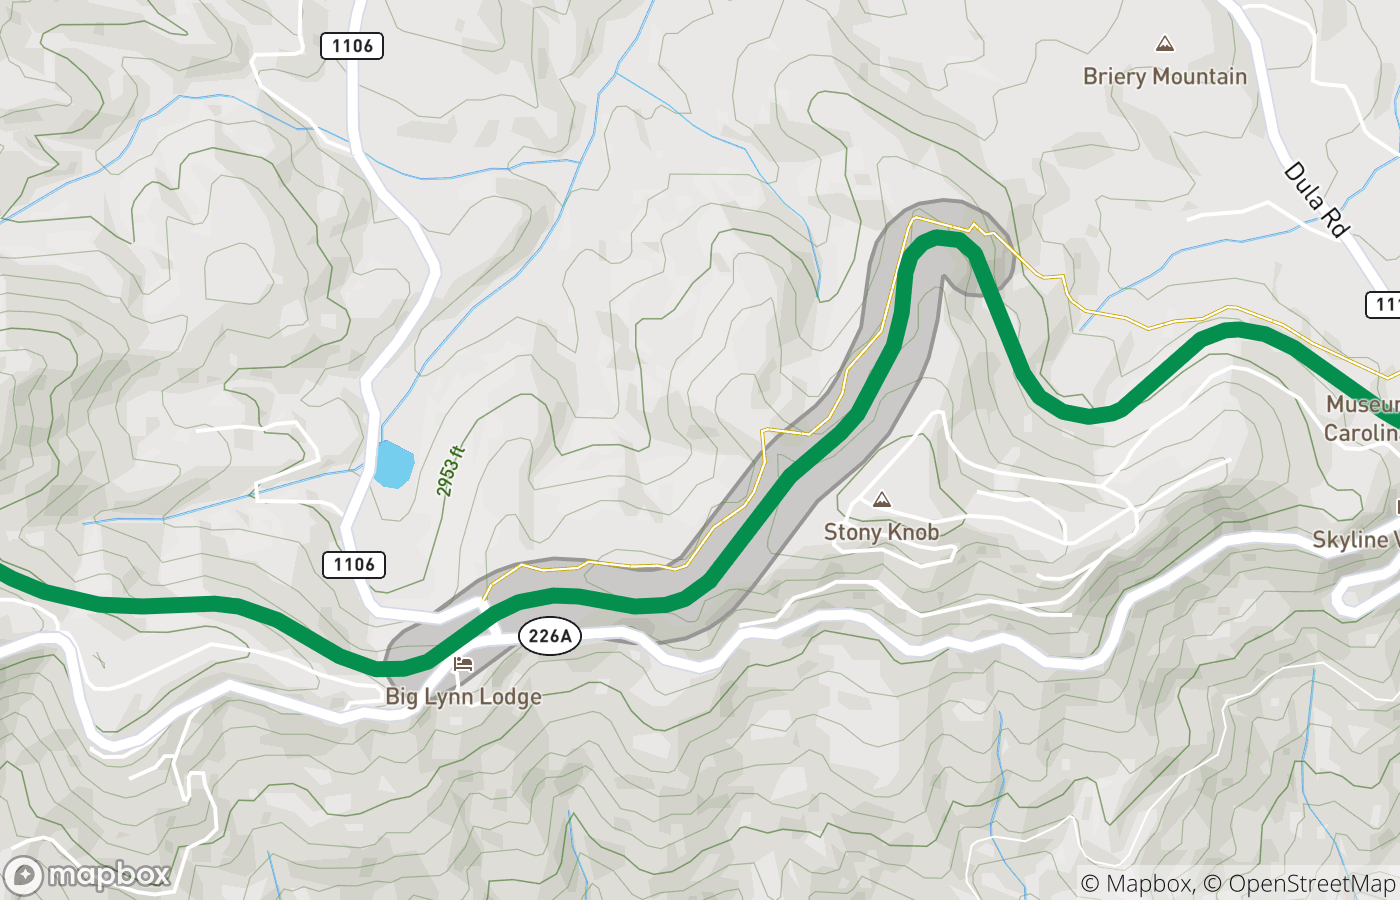 1106
Briery Mountain
Dula Rd
2953 ft
Stony Knob
1106
226A
Big Lynn Lodge
mapbox
© Mapbox, © OpenStreetMap